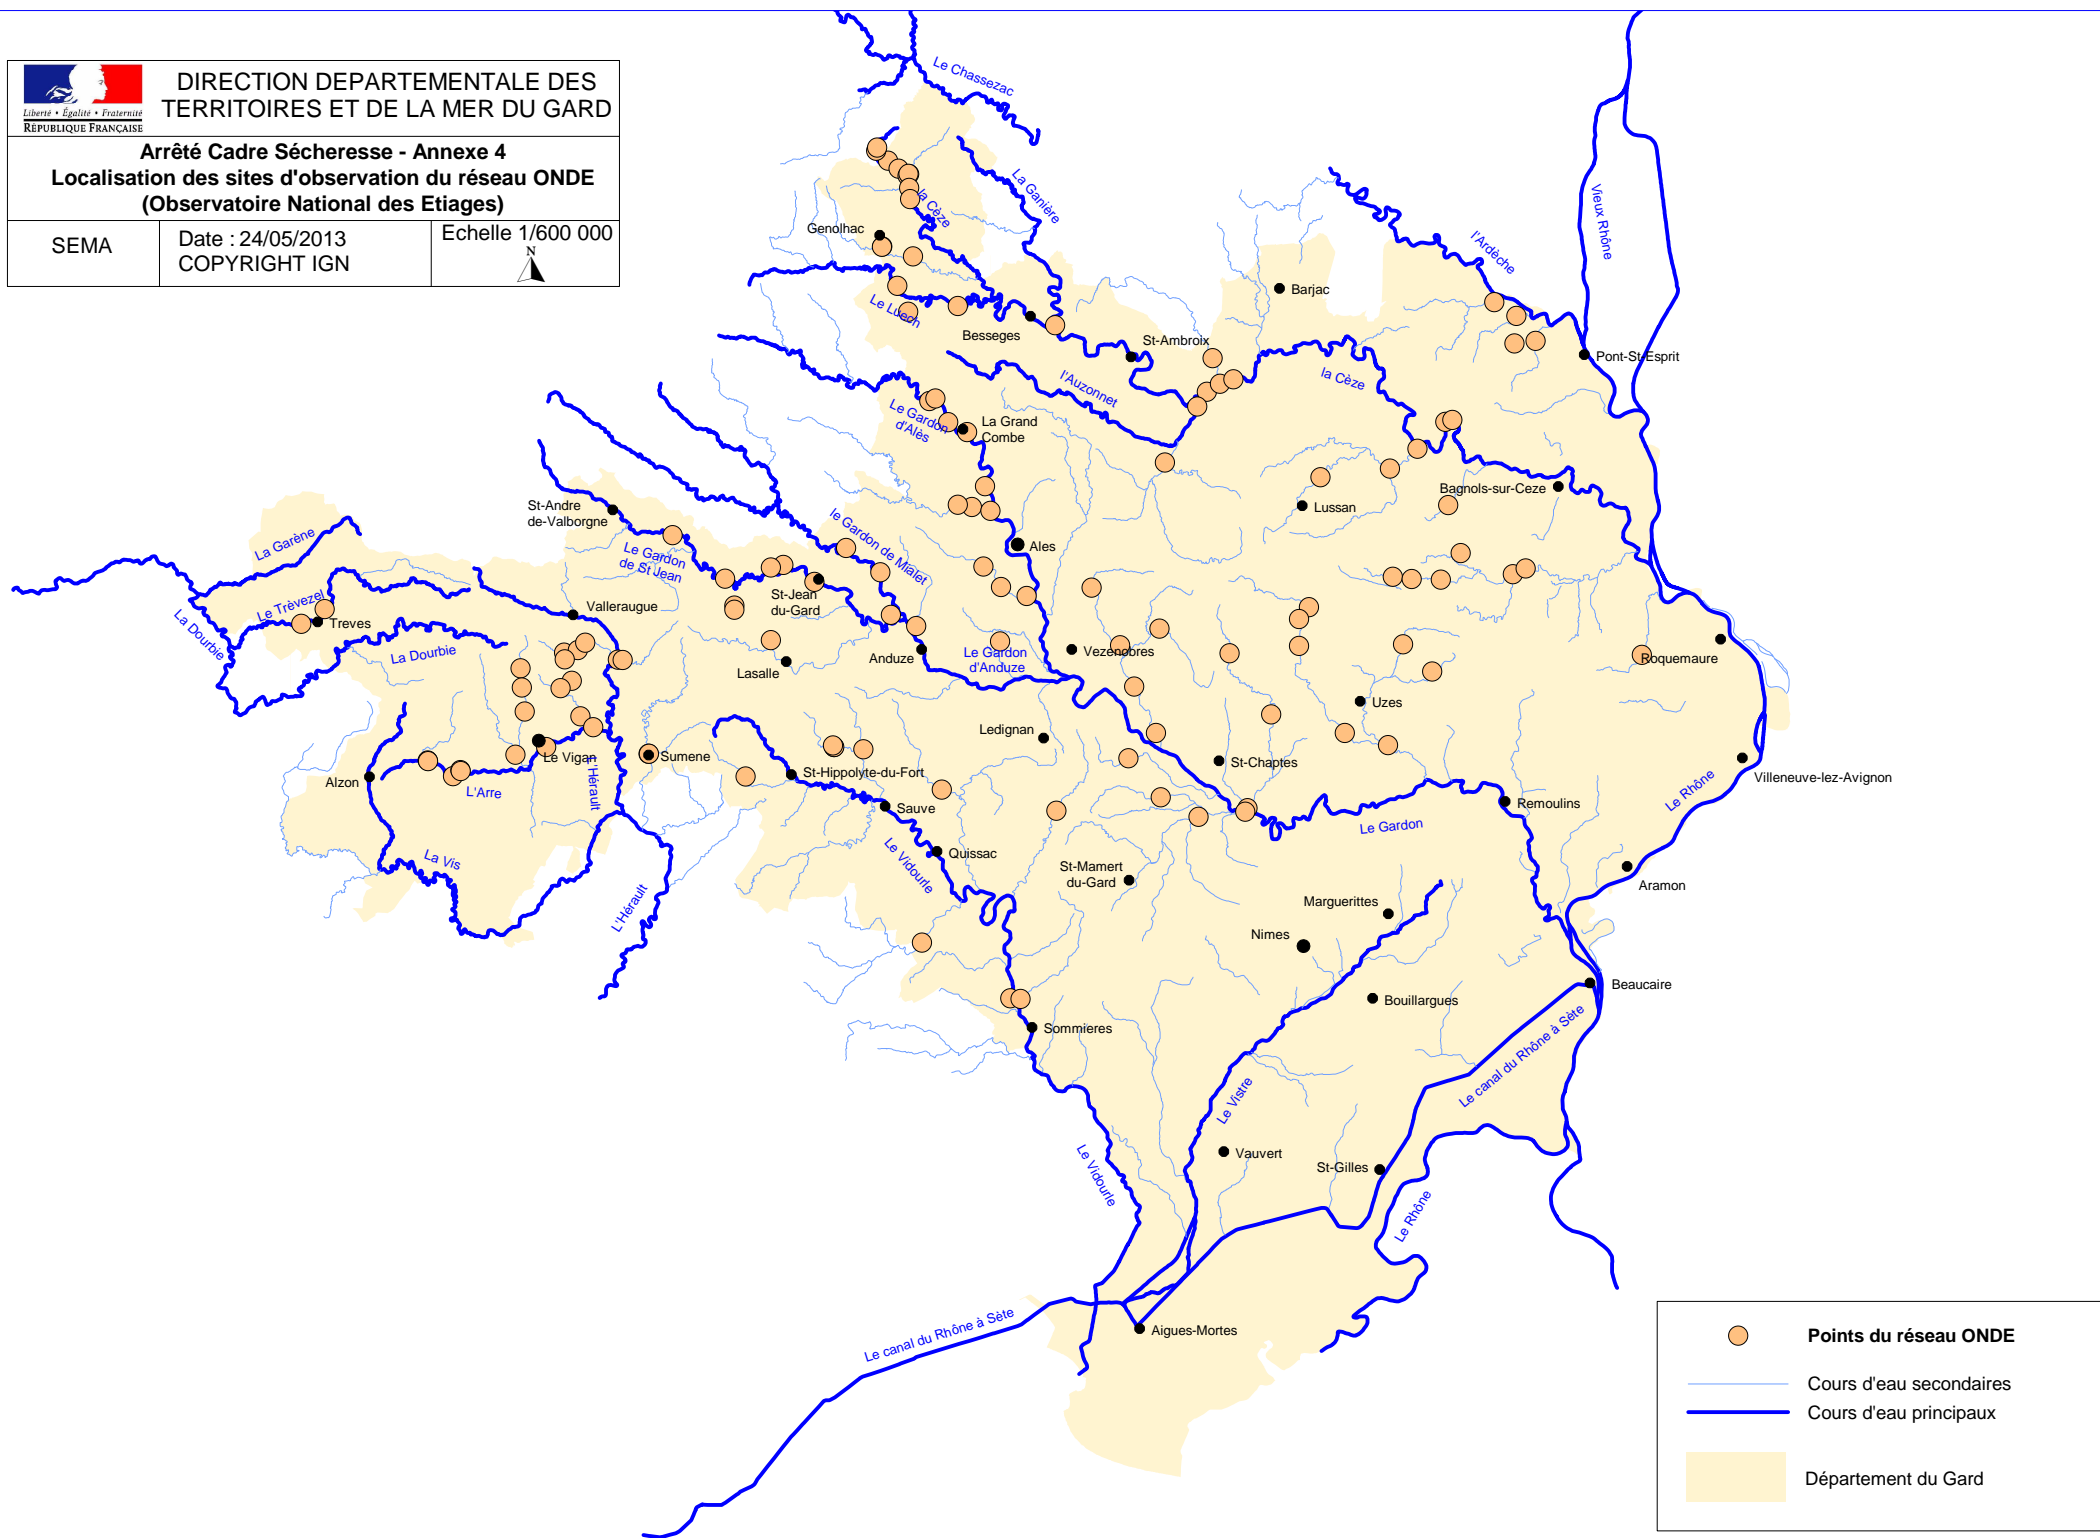 Liberté • Égalité • Fraternité
RÉPUBLIQUE FRANÇAISE
DIRECTION DEPARTEMENTALE DES
TERRITOIRES ET DE LA MER DU GARD
Arrêté Cadre Sécheresse - Annexe 4
Localisation des sites d'observation du réseau ONDE
(Observatoire National des Etiages)
SEMA
Date : 24/05/2013
COPYRIGHT IGN
Echelle 1/600 000
N
Le Chassezac
La Ganière
la Cèze
Genolhac
Vieux Rhône
l'Ardèche
Barjac
Le Luech
Besseges
St-Ambroix
Pont-St-Esprit
l'Auzonnet
la Cèze
Le Gardon
d'Alès
La Grand
Combe
Bagnols-sur-Ceze
Lussan
St-Andre
de-Valborgne
le Gardon de Mialet
La Garène
Ales
Le Gardon
de St Jean
St-Jean
du-Gard
Le Trèvezel
Treves
Valleraugue
La Dourbie
La Dourbie
Lasalle
Anduze
Le Gardon
d'Anduze
Vezenobres
Roquemaure
Uzes
Ledignan
Le Vigan
Sumene
St-Hippolyte-du-Fort
St-Chaptes
Villeneuve-lez-Avignon
Alzon
L'Arre
L'Hérault
Sauve
Le Rhône
Remoulins
Le Gardon
La Vis
Le Vidourle
Quissac
St-Mamert
du-Gard
Aramon
L'Hérault
Marguerittes
Nimes
Beaucaire
Bouillargues
Sommieres
Le canal du Rhône à Sète
Le Vistre
Vauvert
St-Gilles
Le Vidourle
Le Rhône
Aigues-Mortes
Le canal du Rhône à Sète
Points du réseau ONDE
Cours d'eau secondaires
Cours d'eau principaux
Département du Gard